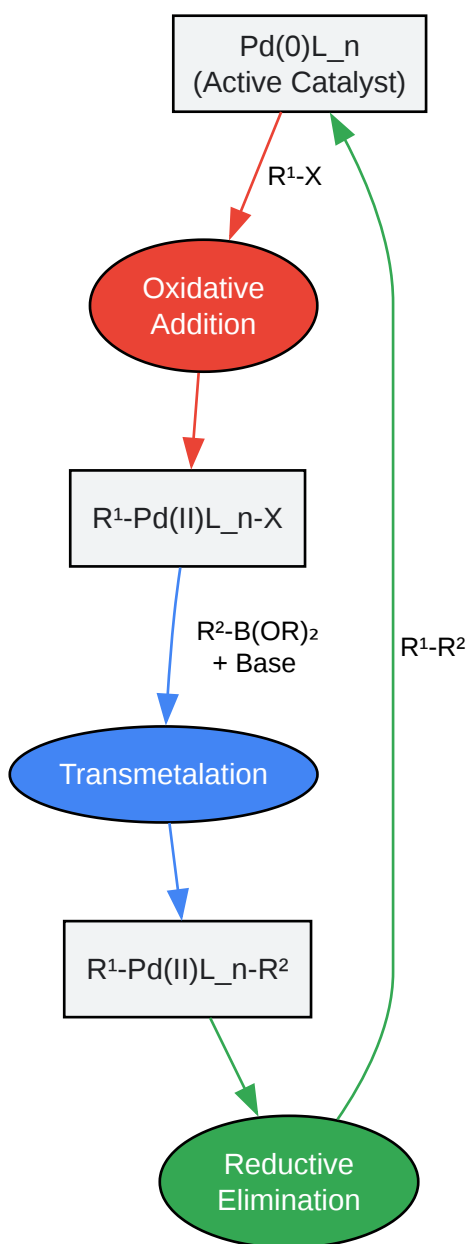 Pd(0)L_n
(Active Catalyst)
R¹-X
Oxidative
Addition
R¹-Pd(II)L_n-X
R²-B(OR)₂
+ Base
R¹-R²
Transmetalation
R¹-Pd(II)L_n-R²
Reductive
Elimination